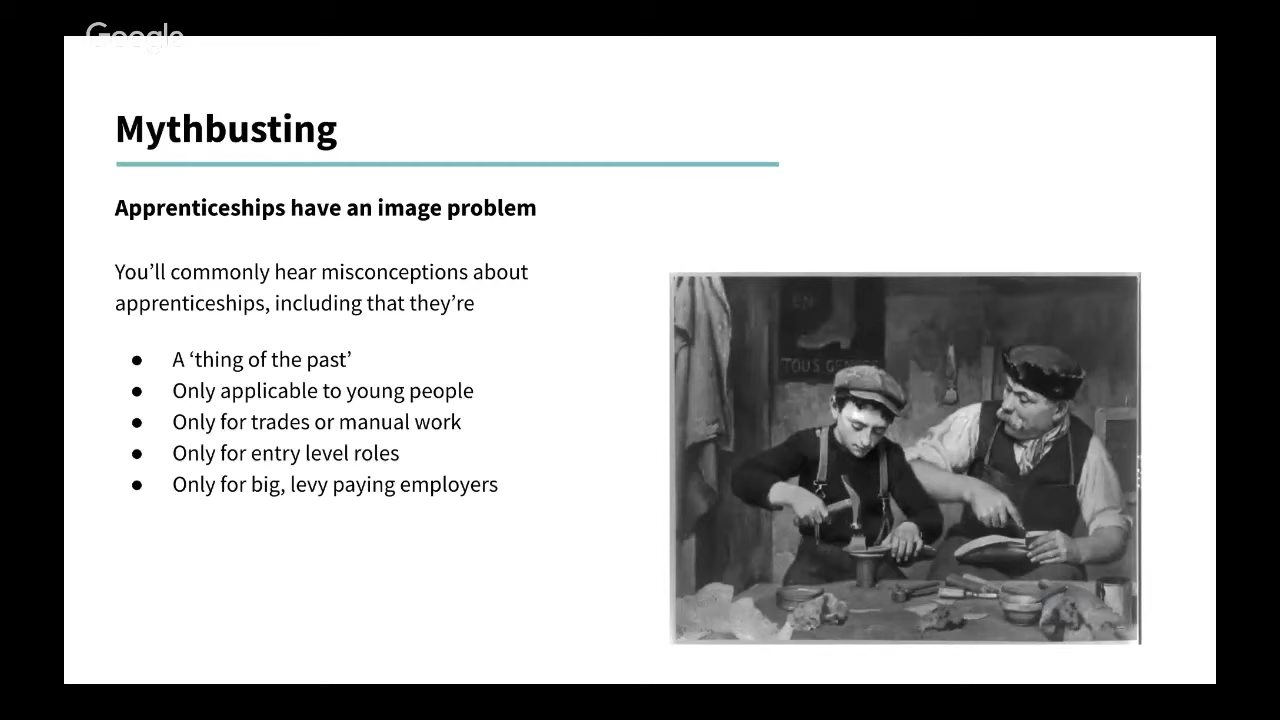 Google
Mythbusting
Apprenticeships have an image problem
You’ll commonly hear misconceptions about
apprenticeships, including that they’re
● A ‘thing of the past’
● Only applicable to young people
● Only for trades or manual work
● Only for entry level roles
● Only for big, levy paying employers
EN
TOUS